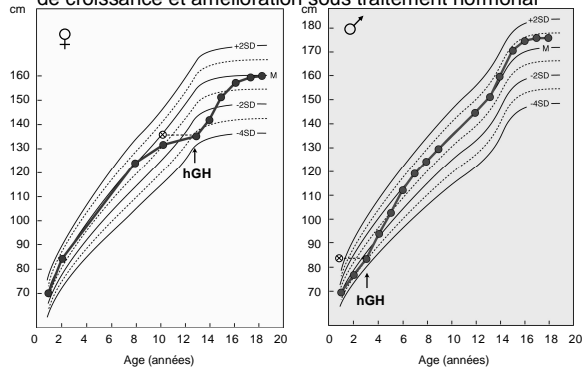 de croissance et amélioration sous traitement hormonal
cm
♀
+2SD
M
-2SD
-4SD
hGH
160
150
140
130
120
110
100
90
80
70
0 2 4 6 8 10 12 14 16 18 20
Age (années)
cm
♂
+2SD
M
-2SD
-4SD
hGH
180
170
160
150
140
130
120
110
100
90
80
70
0 2 4 6 8 10 12 14 16 18 20
Age (années)